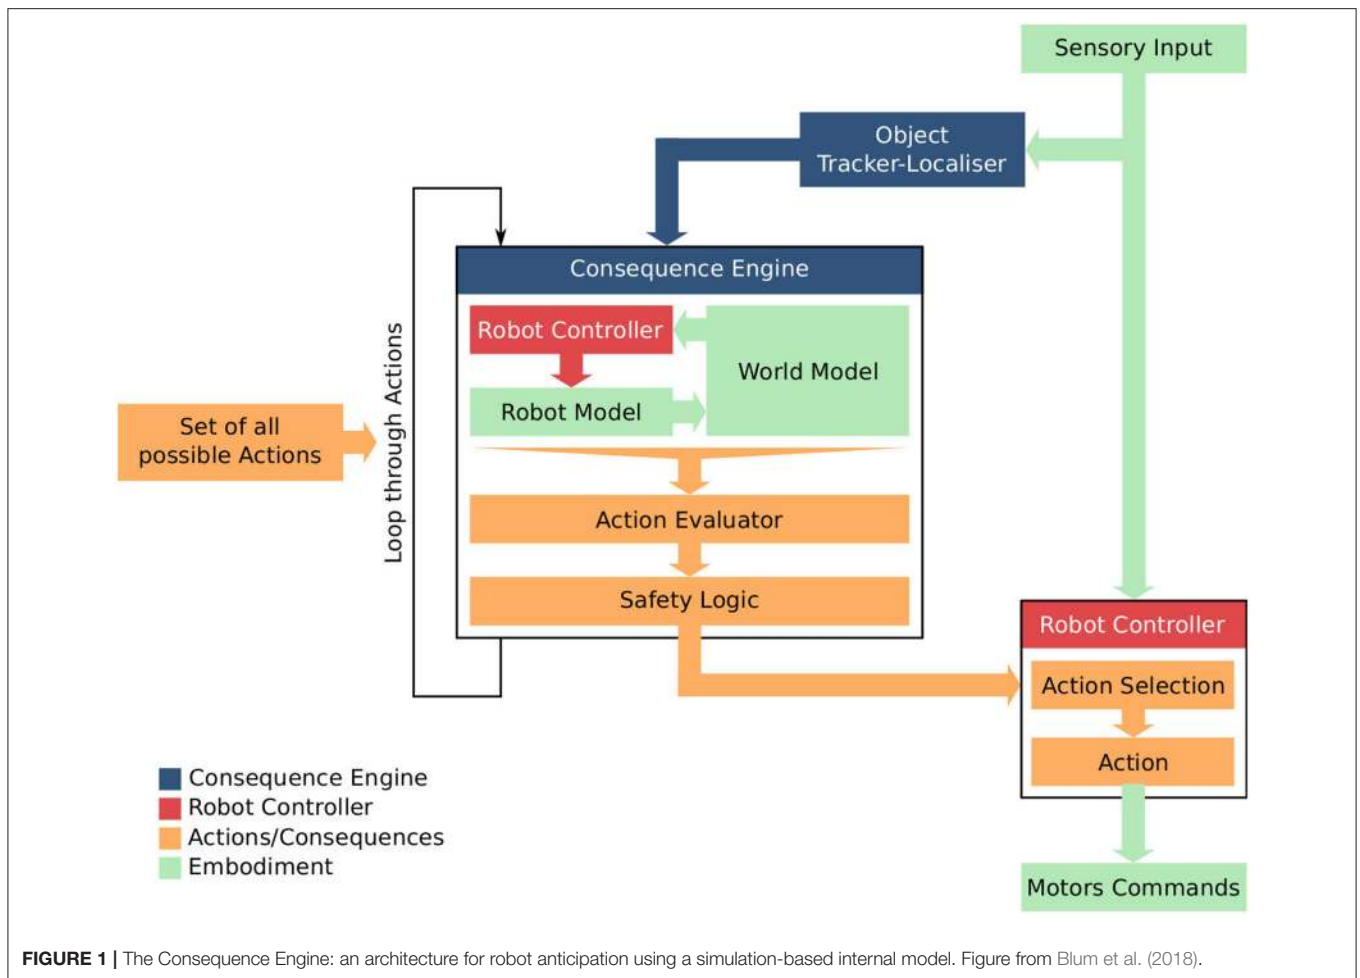 Sensory Input
Object
Tracker-Localiser
Consequence Engine
Robot Controller
World Model
Robot Model
Loop through Actions
Set of all
possible Actions
Action Evaluator
Safety Logic
Robot Controller
Action Selection
Action
Motors Commands
Consequence Engine
Robot Controller
Actions/Consequences
Embodiment
FIGURE 1 | The Consequence Engine: an architecture for robot anticipation using a simulation-based internal model. Figure from Blum et al. (2018).